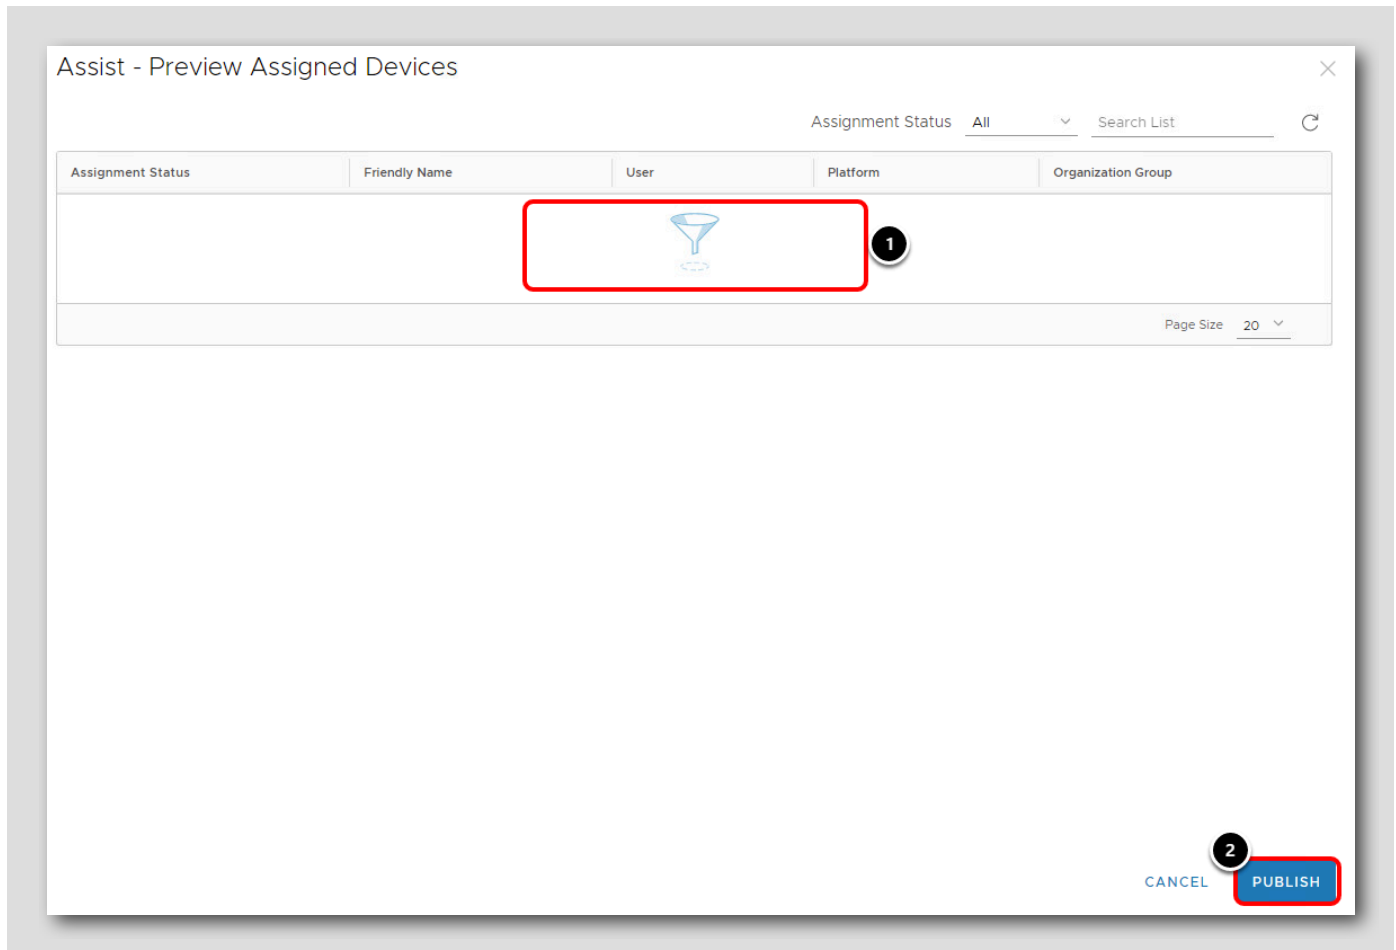 Assist - Preview Assigned Devices
Assignment Status All Search List
Assignment Status Friendly Name User Platform Organization Group
1
Page Size 20
2
CANCEL PUBLISH